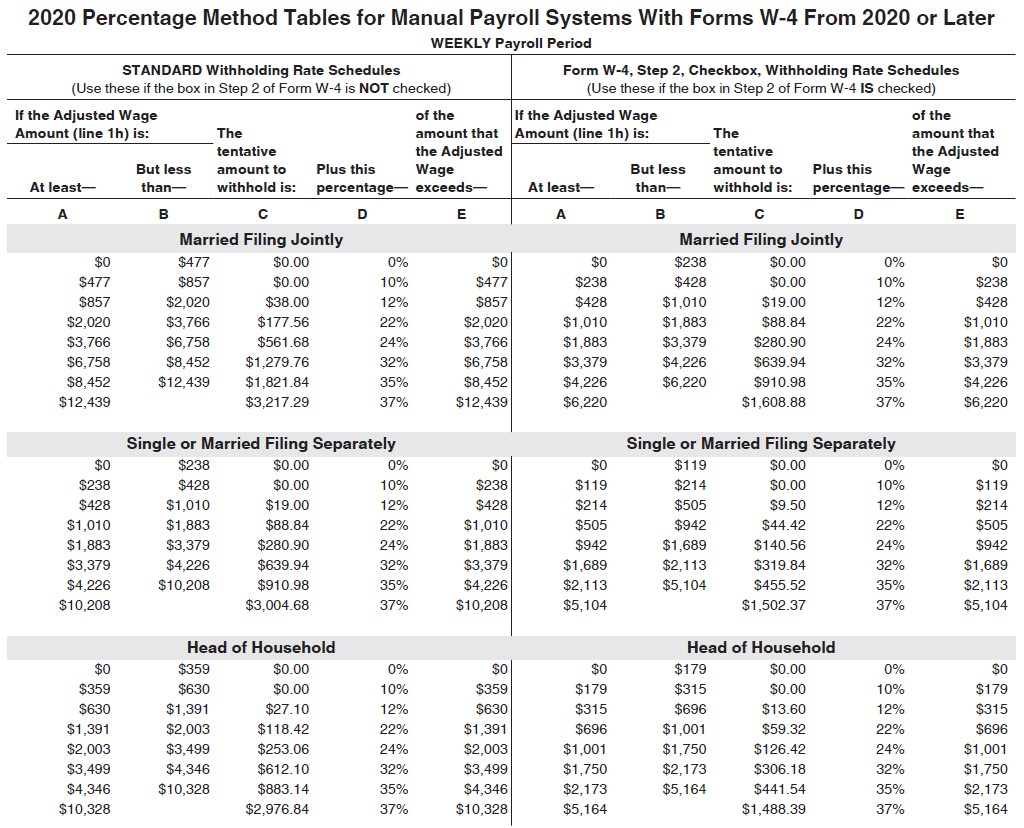 2020 Percentage Method Tables for Manual Payroll Systems With Forms W-4 From 2020 or Later
WEEKLY Payroll Period
STANDARD Withholding Rate Schedules
(Use these if the box in Step 2 of Form W-4 is NOT checked)
Form W-4, Step 2, Checkbox, Withholding Rate Schedules
(Use these if the box in Step 2 of Form W-4 IS checked)
If the Adjusted Wage Amount (line 1h) is:
At least—
But less than—
The tentative amount to withhold is:
Plus this percentage—
of the amount that the Adjusted Wage exceeds—
If the Adjusted Wage Amount (line 1h) is:
At least—
But less than—
The tentative amount to withhold is:
Plus this percentage—
of the amount that the Adjusted Wage exceeds—
A B C D E A B C D E
Married Filing Jointly Married Filing Jointly
$0 $477 $0.00 0% $0 $0 $238 $0.00 0% $0
$477 $857 $0.00 10% $477 $238 $428 $0.00 10% $238
$857 $2,020 $38.00 12% $857 $428 $1,010 $19.00 12% $428
$2,020 $3,766 $177.56 22% $2,020 $1,010 $1,883 $88.84 22% $1,010
$3,766 $6,758 $561.68 24% $3,766 $1,883 $3,379 $280.90 24% $1,883
$6,758 $8,452 $1,279.76 32% $6,758 $3,379 $4,226 $639.94 32% $3,379
$8,452 $12,439 $1,821.84 35% $8,452 $4,226 $6,220 $910.98 35% $4,226
$12,439 $3,217.29 37% $12,439 $6,220 $1,608.88 37% $6,220
Single or Married Filing Separately Single or Married Filing Separately
$0 $238 $0.00 0% $0 $0 $119 $0.00 0% $0
$238 $428 $0.00 10% $238 $119 $214 $0.00 10% $119
$428 $1,010 $19.00 12% $428 $214 $505 $9.50 12% $214
$1,010 $1,883 $88.84 22% $1,010 $505 $942 $44.42 22% $505
$1,883 $3,379 $280.90 24% $1,883 $942 $1,689 $140.56 24% $942
$3,379 $4,226 $639.94 32% $3,379 $1,689 $2,113 $319.84 32% $1,689
$4,226 $10,208 $910.98 35% $4,226 $2,113 $5,104 $455.52 35% $2,113
$10,208 $3,004.68 37% $10,208 $5,104 $1,502.37 37% $5,104
Head of Household Head of Household
$0 $359 $0.00 0% $0 $0 $179 $0.00 0% $0
$359 $630 $0.00 10% $359 $179 $315 $0.00 10% $179
$630 $1,391 $27.10 12% $630 $315 $696 $13.60 12% $315
$1,391 $2,003 $118.42 22% $1,391 $696 $1,001 $59.32 22% $696
$2,003 $3,499 $253.06 24% $2,003 $1,001 $1,750 $126.42 24% $1,001
$3,499 $4,346 $612.10 32% $3,499 $1,750 $2,173 $306.18 32% $1,750
$4,346 $10,328 $883.14 35% $4,346 $2,173 $5,164 $441.54 35% $2,173
$10,328 $2,976.84 37% $10,328 $5,164 $1,488.39 37% $5,164